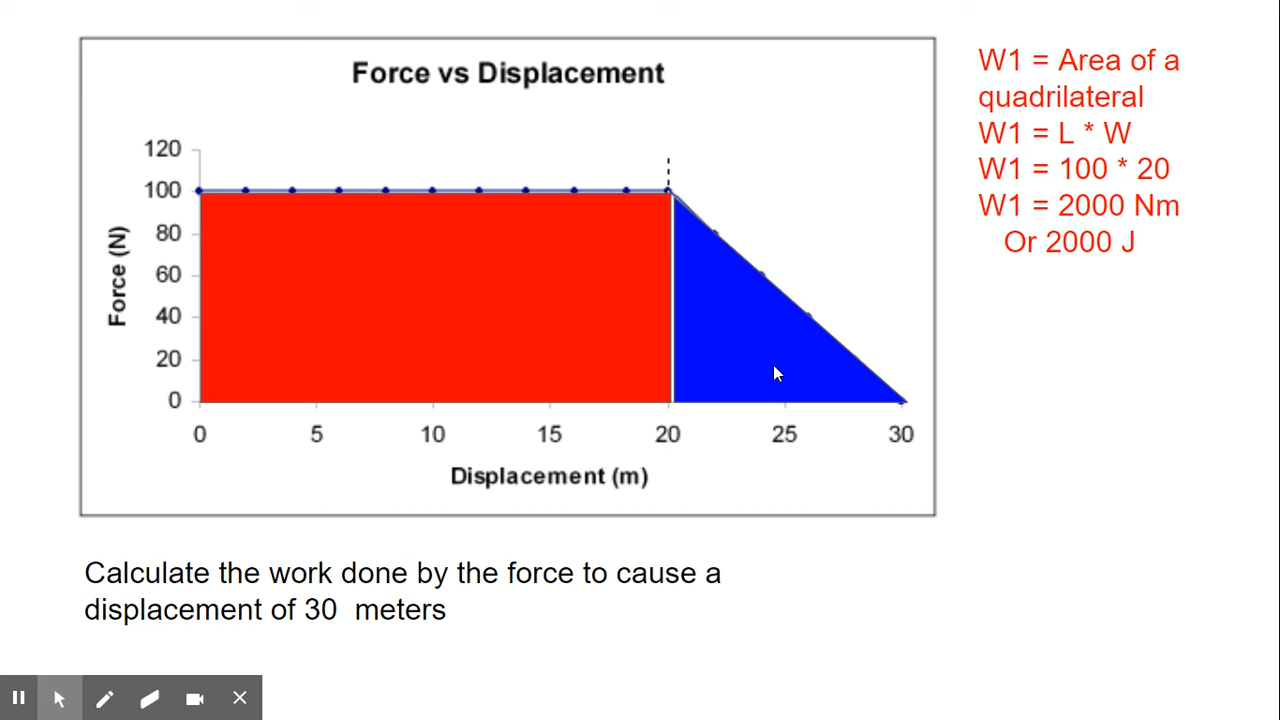 Force vs Displacement
120
100
80
60
40
20
0
Force (N)
0 5 10 15 20 25 30
Displacement (m)
W1 = Area of a
quadrilateral
W1 = L * W
W1 = 100 * 20
W1 = 2000 Nm
Or 2000 J
Calculate the work done by the force to cause a
displacement of 30 meters